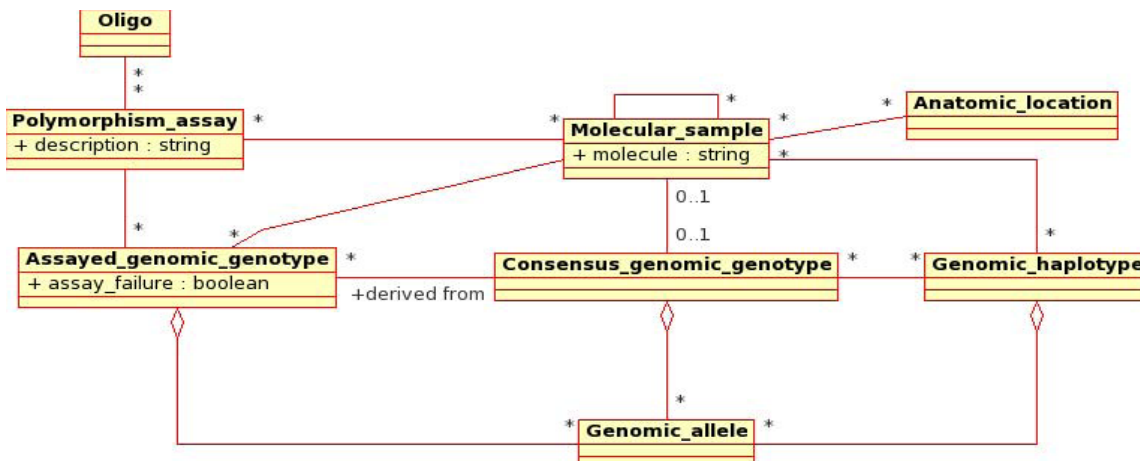 Oligo
*
*
Polymorphism_assay
+ description : string
*
*
*
Molecular_sample
+ molecule : string
*
*
Anatomic_location
*
0..1
0..1
*
*
*
Assayed_genomic_genotype
+ assay_failure : boolean
*
+derived from
Consensus_genomic_genotype
*
*
Genomic_haplotype
*
*
*
Genomic_allele